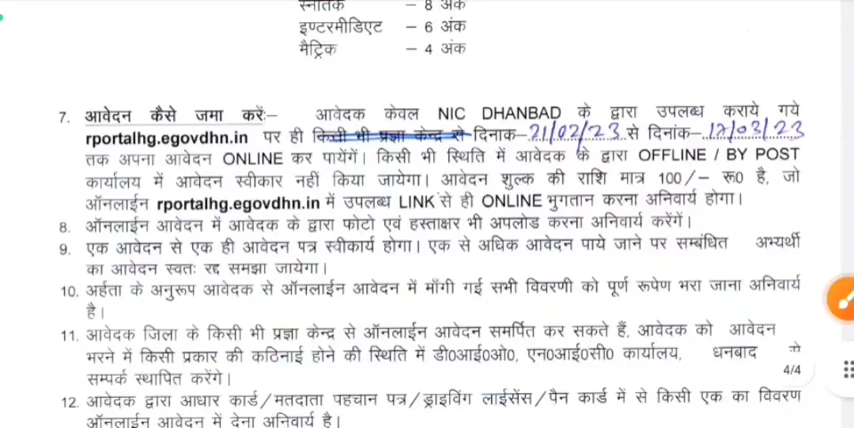 स्नातक – 8 अंक
इण्टरमीडिएट – 6 अंक
मैट्रिक – 4 अंक
7. आवेदन कैसे जमा करेंः– आवेदक केवल NIC DHANBAD के द्वारा उपलब्ध कराये गये
rportalhg.egovdhn.in पर ही किसी भी प्रज्ञा केन्द्र से दिनाक–21/02/23 से दिनांक–17/03/23
तक अपना आवेदन ONLINE कर पायेंगें। किसी भी स्थिति में आवेदक के द्वारा OFFLINE / BY POST
कार्यालय में आवेदन स्वीकार नहीं किया जायेगा। आवेदन शुल्क की राशि मात्र 100/– रू0 है, जो
ऑनलाईन rportalhg.egovdhn.in में उपलब्ध LINK से ही ONLINE भुगतान करना अनिवार्य होगा।
8. ऑनलाईन आवेदन में आवेदक के द्वारा फोटो एवं हस्ताक्षर भी अपलोड करना अनिवार्य करेंगें।
9. एक आवेदन से एक ही आवेदन पत्र स्वीकार्य होगा। एक से अधिक आवेदन पाये जाने पर सम्बंधित अभ्यर्थी
का आवेदन स्वतः रद्द समझा जायेगा।
10. अर्हता के अनुरूप आवेदक से ऑनलाईन आवेदन में माँगी गई सभी विवरणी को पूर्ण रूपेण भरा जाना अनिवार्य
है।
11. आवेदक जिला के किसी भी प्रज्ञा केन्द्र से ऑनलाईन आवेदन समर्पित कर सकते हैं, आवेदक को आवेदन
भरने में किसी प्रकार की कठिनाई होने की स्थिति में डी0आई0ओ0, एन0आई0सी0 कार्यालय, धनबाद से
सम्पर्क स्थापित करेंगे।
4/4
12. आवेदक द्वारा आधार कार्ड/मतदाता पहचान पत्र/ड्राइविंग लाईसेंस/पैन कार्ड में से किसी एक का विवरण
ऑनलाईन आवेदन में देना अनिवार्य है।